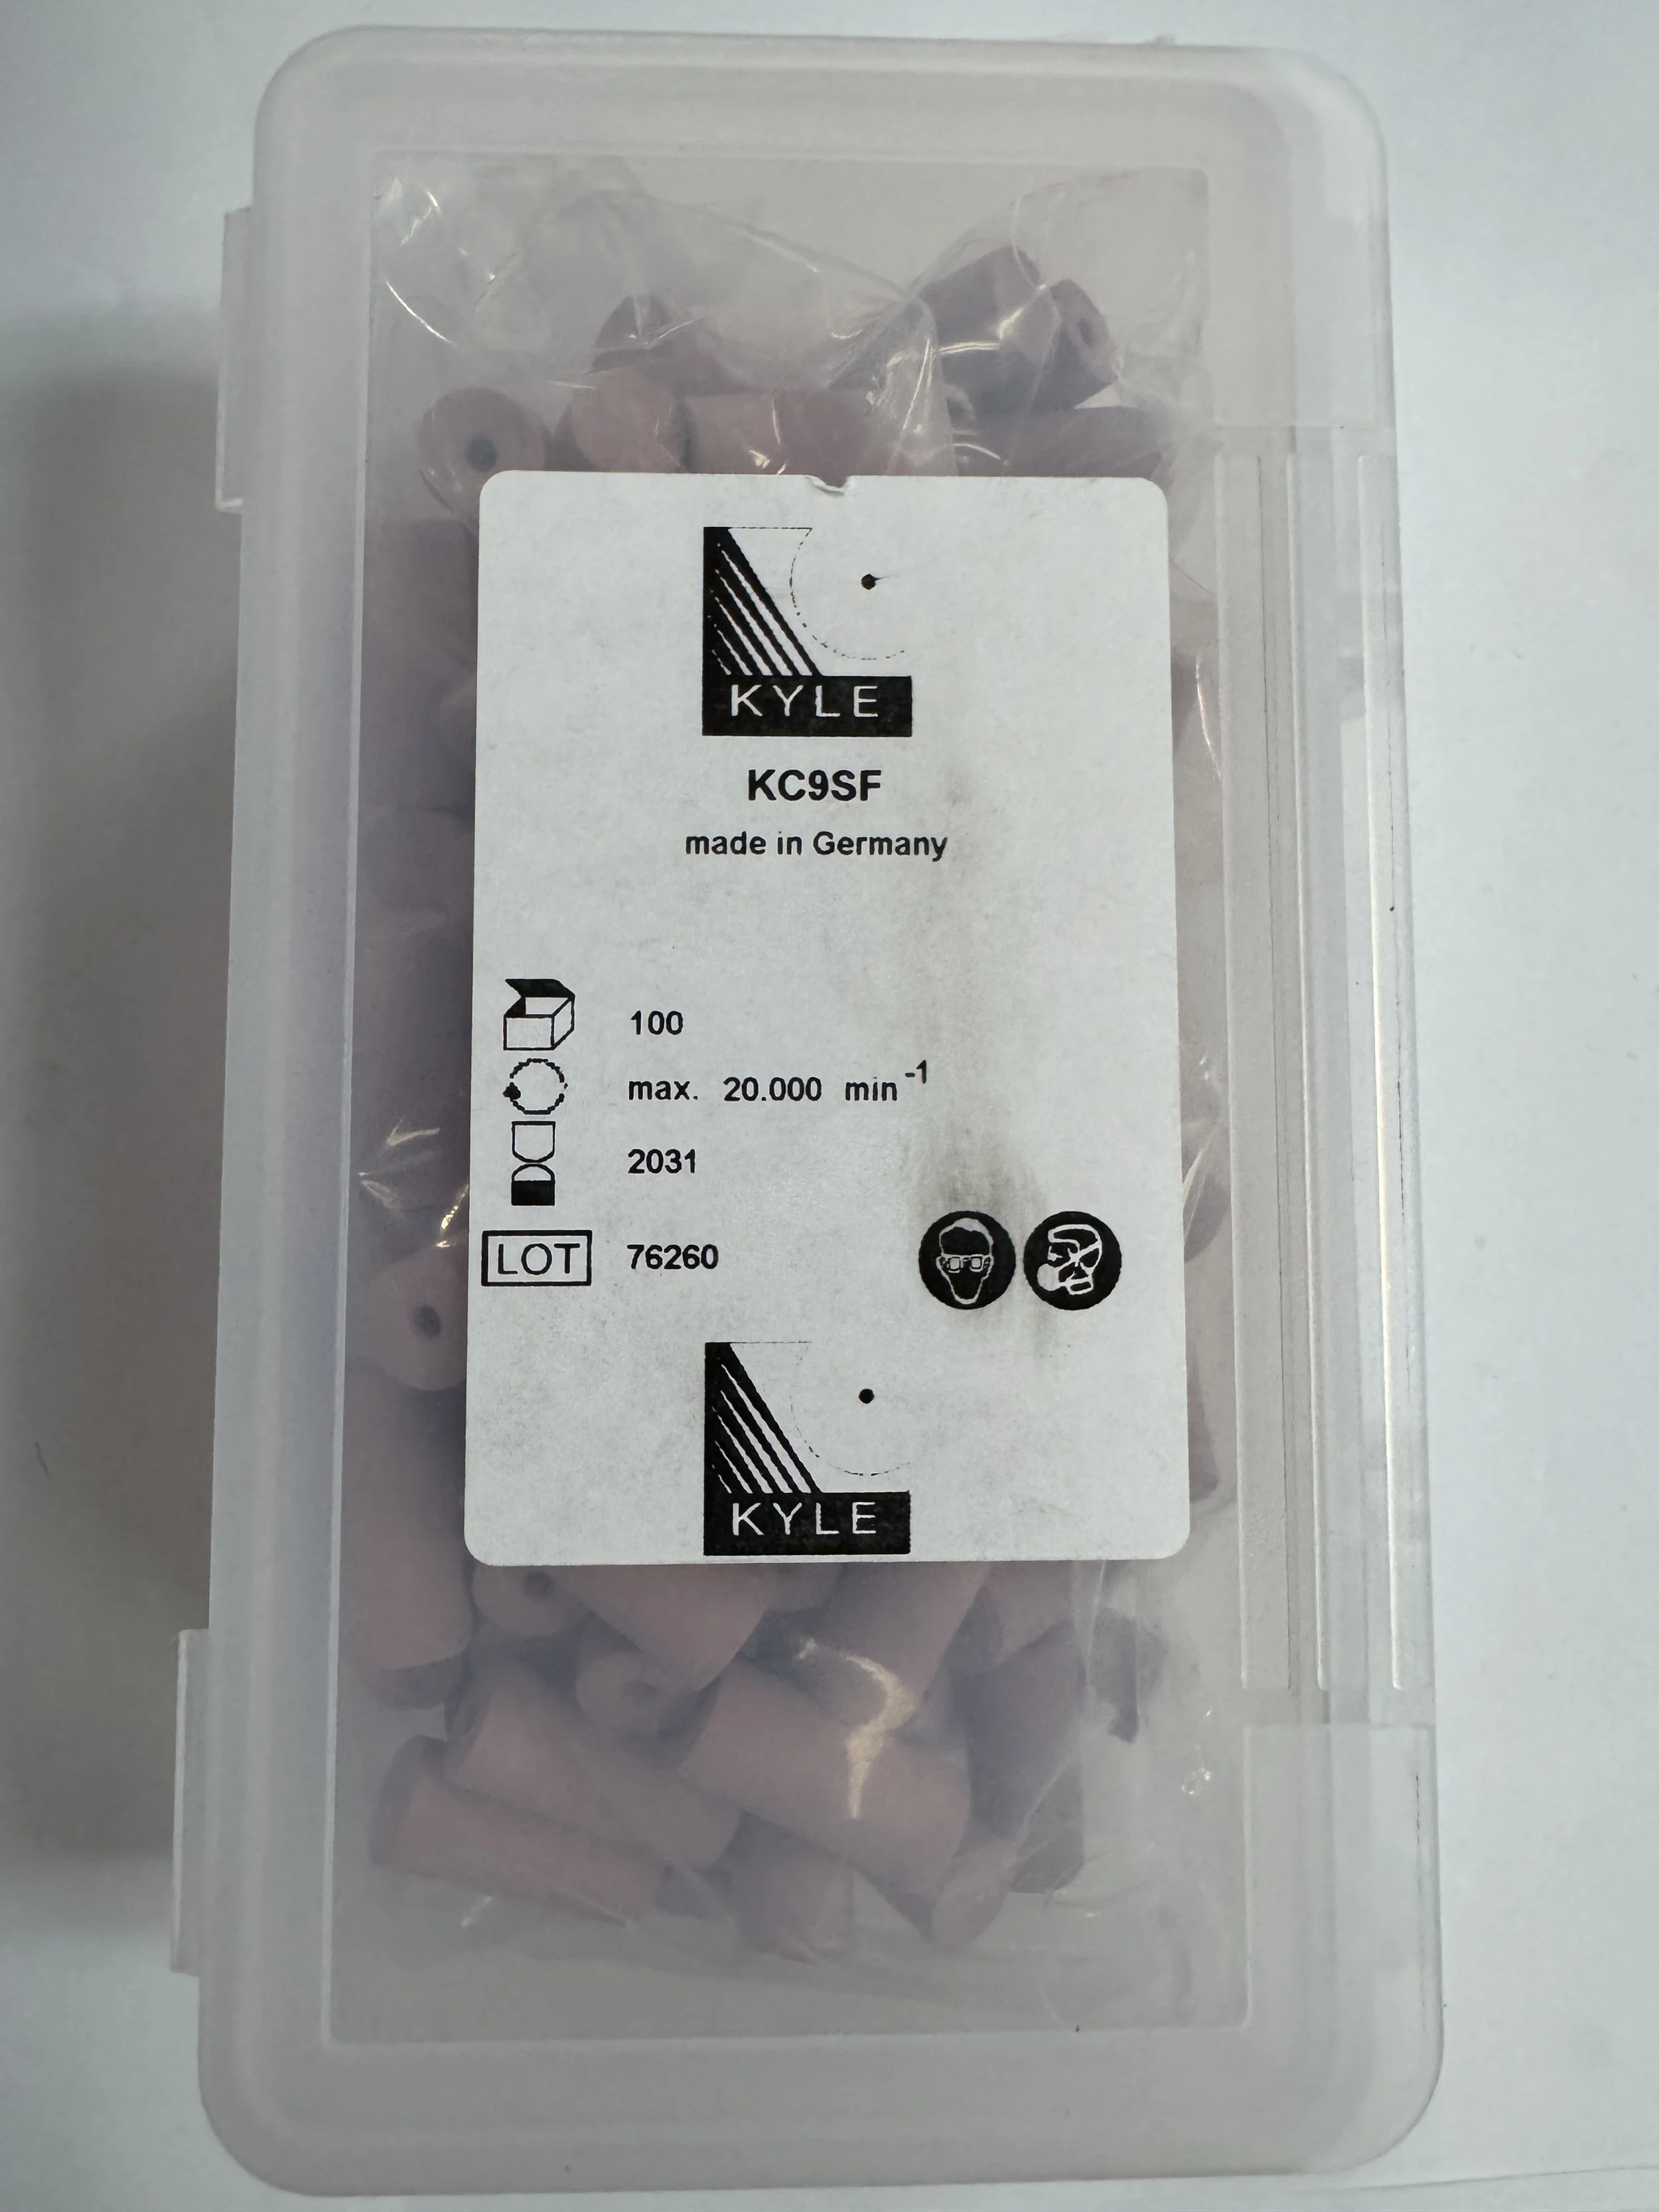 KYLE
KC9SF
made in Germany
100
max. 20.000 min⁻¹
2031
LOT 76260
KYLE